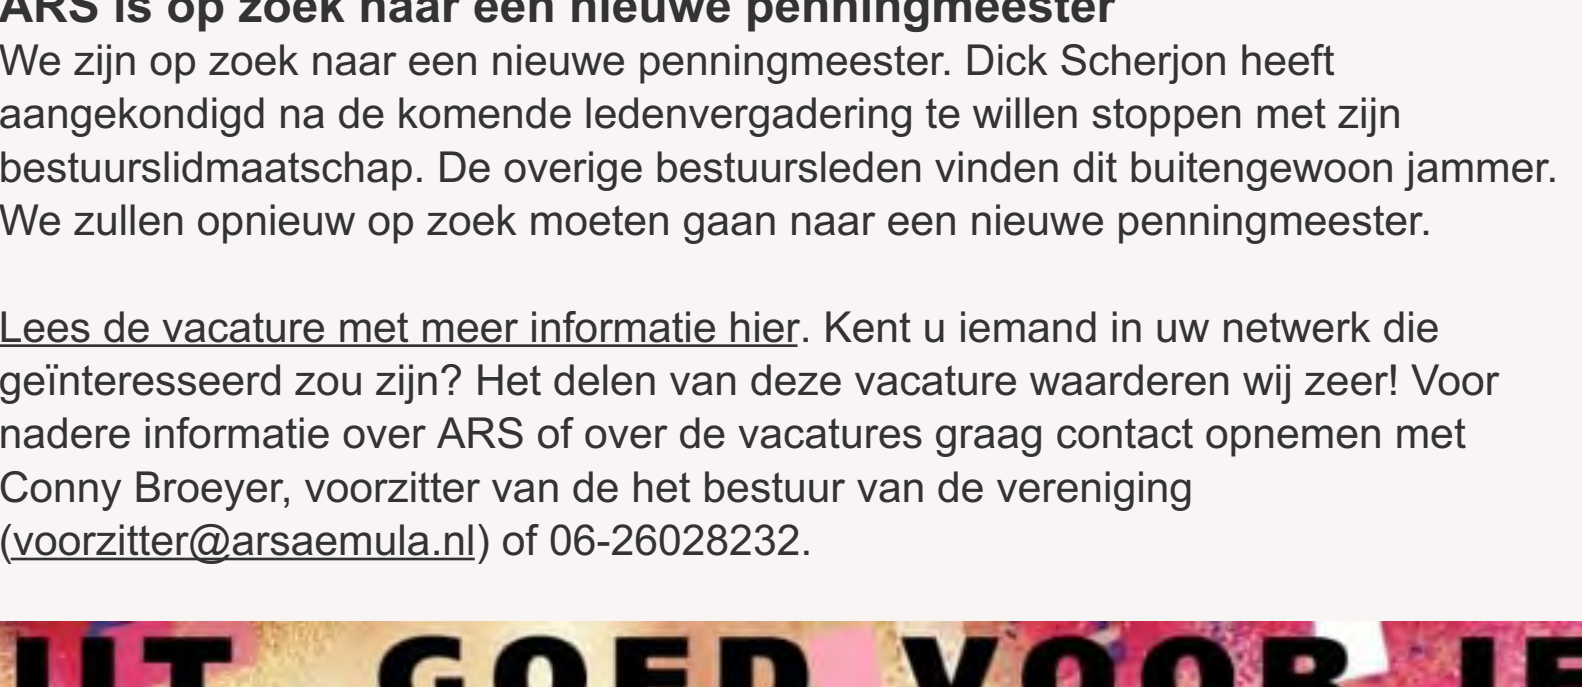 ARS is op zoek naar een nieuwe penningmeester
We zijn op zoek naar een nieuwe penningmeester. Dick Scherjon heeft
aangekondigd na de komende ledenvergadering te willen stoppen met zijn
bestuurslidmaatschap. De overige bestuursleden vinden dit buitengewoon jammer.
We zullen opnieuw op zoek moeten gaan naar een nieuwe penningmeester.
Lees de vacature met meer informatie hier. Kent u iemand in uw netwerk die
geïnteresseerd zou zijn? Het delen van deze vacature waarderen wij zeer! Voor
nadere informatie over ARS of over de vacatures graag contact opnemen met
Conny Broeyer, voorzitter van de het bestuur van de vereniging
(voorzitter@arsaemula.nl) of 06-26028232.
GOED VOOR